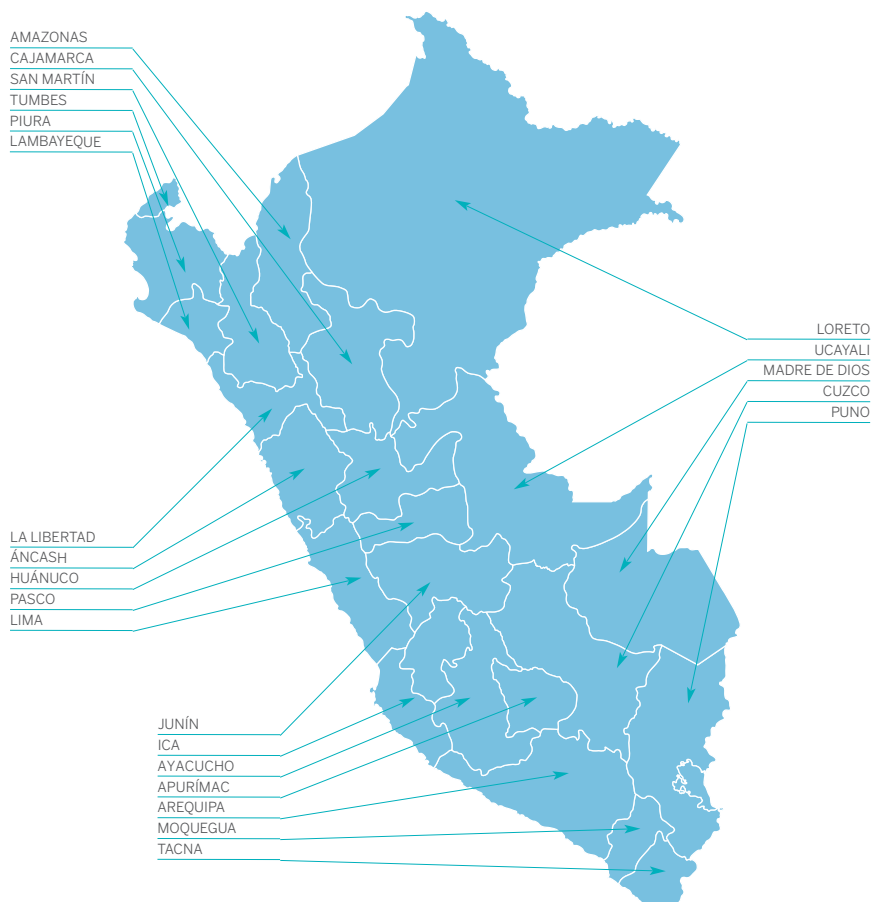 AMAZONAS
CAJAMARCA
SAN MARTÍN
TUMBES
PIURA
LAMBAYEQUE
LORETO
UCAYALI
MADRE DE DIOS
CUZCO
PUNO
LA LIBERTAD
ÁNCASH
HUÁNUCO
PASCO
LIMA
JUNÍN
ICA
AYACUCHO
APURÍMAC
AREQUIPA
MOQUEGUA
TACNA